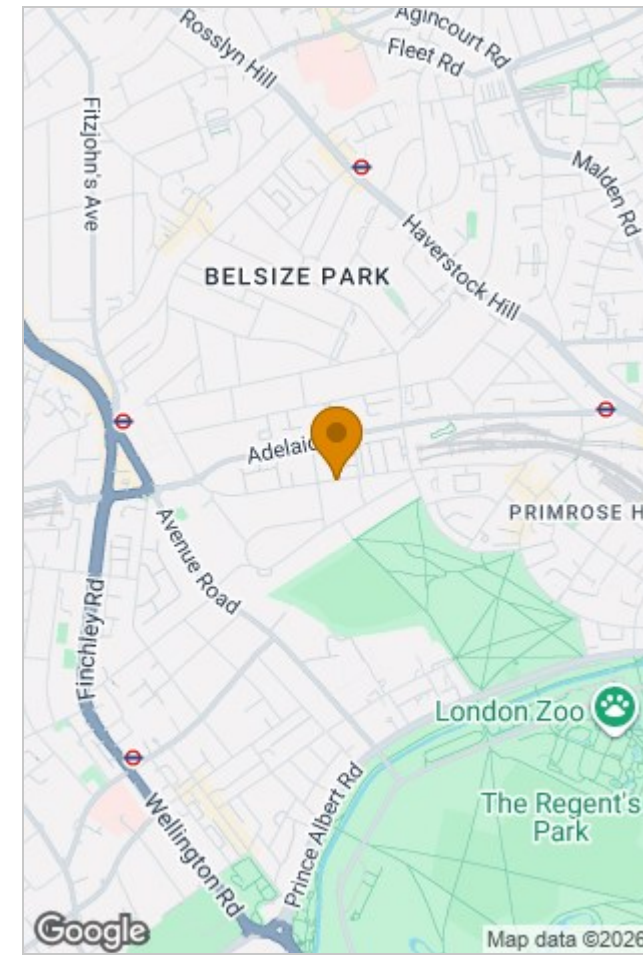 Agincourt Rd
Rosslyn Hill
Fleet Rd
Fitzjohn's Ave
Malden Rd
Haverstock Hill
BELSIZE PARK
Adelaid
PRIMROSE H
Avenue Road
Finchley Rd
London Zoo
The Regent's
Park
Prince Albert Rd
Wellington Rd
Google
Map data ©2026